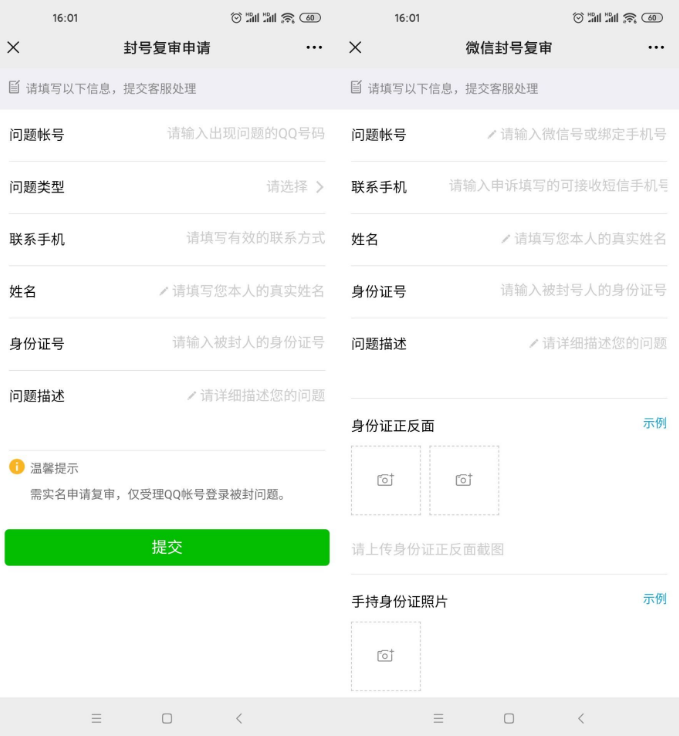 16:01
HD HD 60
封号复审申请
请填写以下信息，提交客服处理
问题帐号 请输入出现问题的QQ号码
问题类型 请选择
联系手机 请填写有效的联系方式
姓名 请填写您本人的真实姓名
身份证号 请输入被封人的身份证号
问题描述 请详细描述您的问题
温馨提示
需实名申请复审，仅受理QQ帐号登录被封问题。
提交
16:01
HD HD 60
微信封号复审
请填写以下信息，提交客服处理
问题帐号 请输入微信号或绑定手机号
联系手机 请输入申诉填写的可接收短信手机号
姓名 请填写您本人的真实姓名
身份证号 请输入被封号人的身份证号
问题描述 请详细描述您的问题
身份证正反面 示例
请上传身份证正反面截图
手持身份证照片 示例